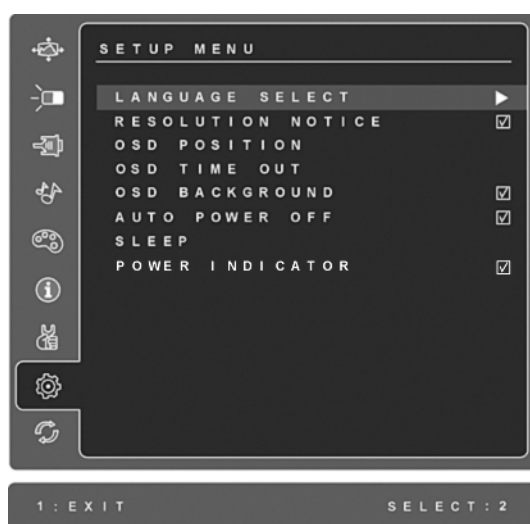 SETUP MENU
LANGUAGE SELECT
RESOLUTION NOTICE
OSD POSITION
OSD TIME OUT
OSD BACKGROUND
AUTO POWER OFF
SLEEP
POWER INDICATOR
1:EXIT SELECT:2